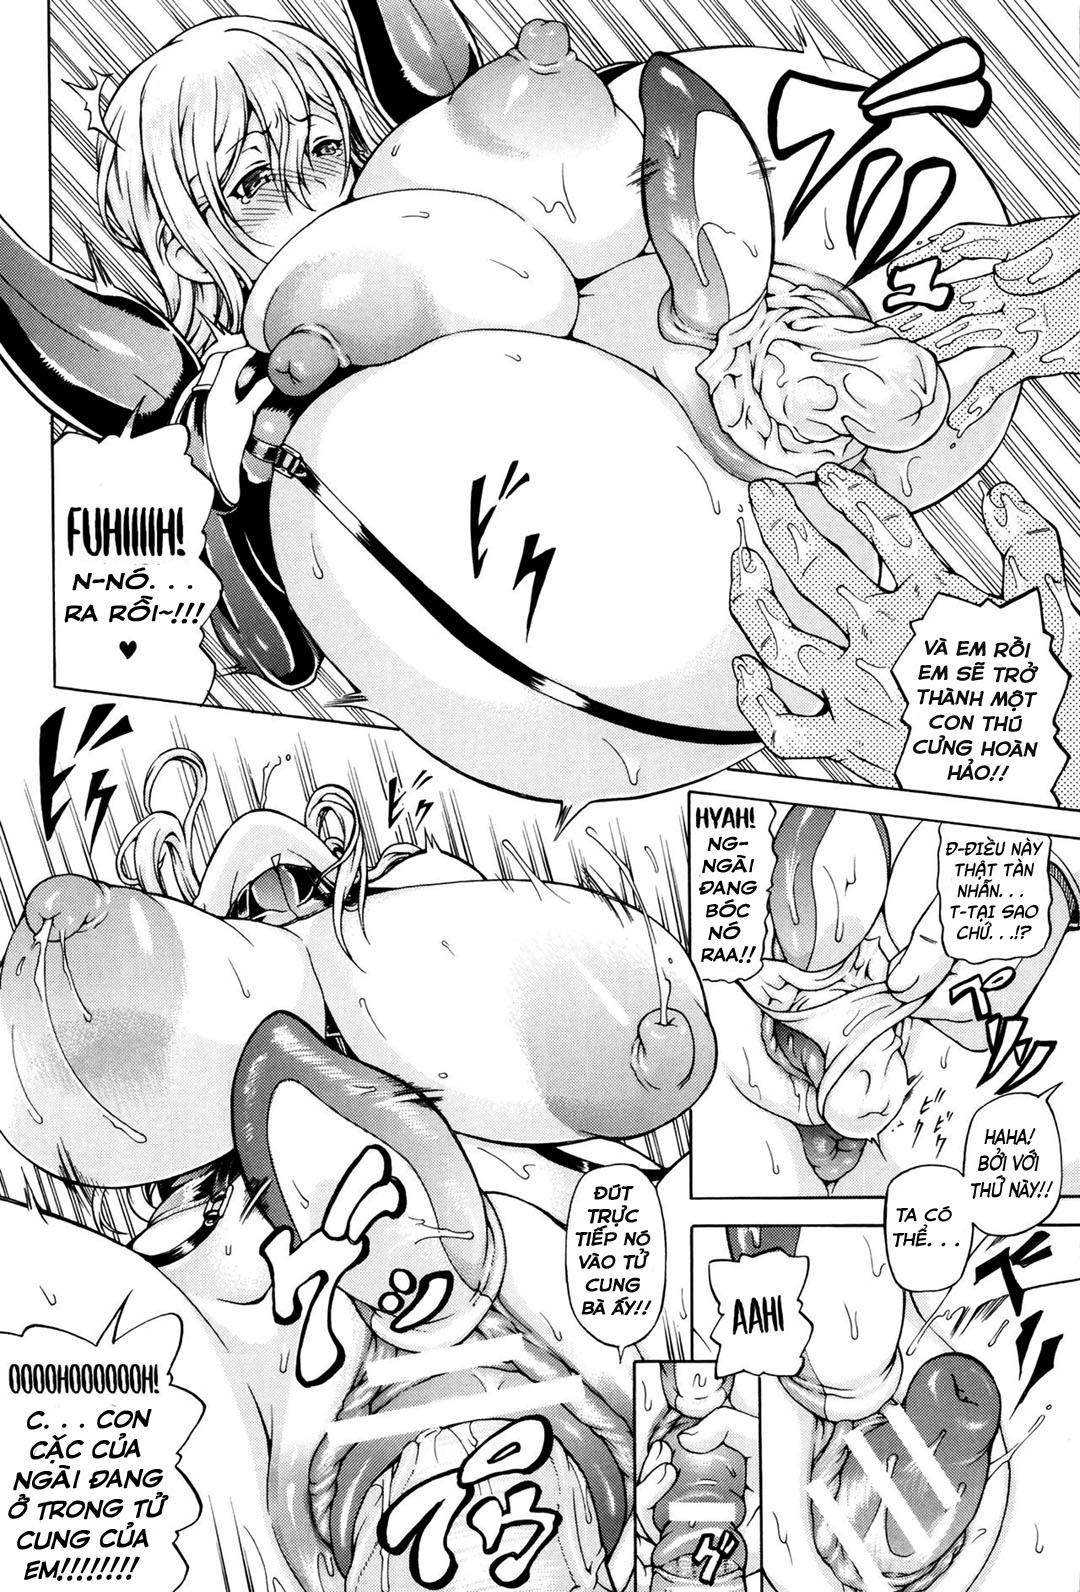 VÀ EM RỒI
EM SẼ TRỞ
THÀNH MỘT
CON THÚ
CƯNG HOÀN
HẢO!!
FUHIIIIIH!
N-NÓ. . .
RA RỒI~!!!
♥
Đ-ĐIỀU NÀY
THẬT TÀN
NHẪN. . .
T-TẠI SAO
CHỨ. . .!?
HYAH!
NG-
NGÀI
ĐANG
BÓC
NÓ
RAA!!
HAHA!
BỞI VỚI
THỨ NÀY!!
TA CÓ
THỂ. . .
AAHI
ĐÚT
TRỰC
TIẾP NÓ
VÀO TỬ
CUNG
BÀ ẤY!!
OOOOHOOOOOOH!
C. . . CON
CẶC CỦA
NGÀI ĐANG
Ở TRONG TỬ
CUNG CỦA
EM!!!!!!!!!